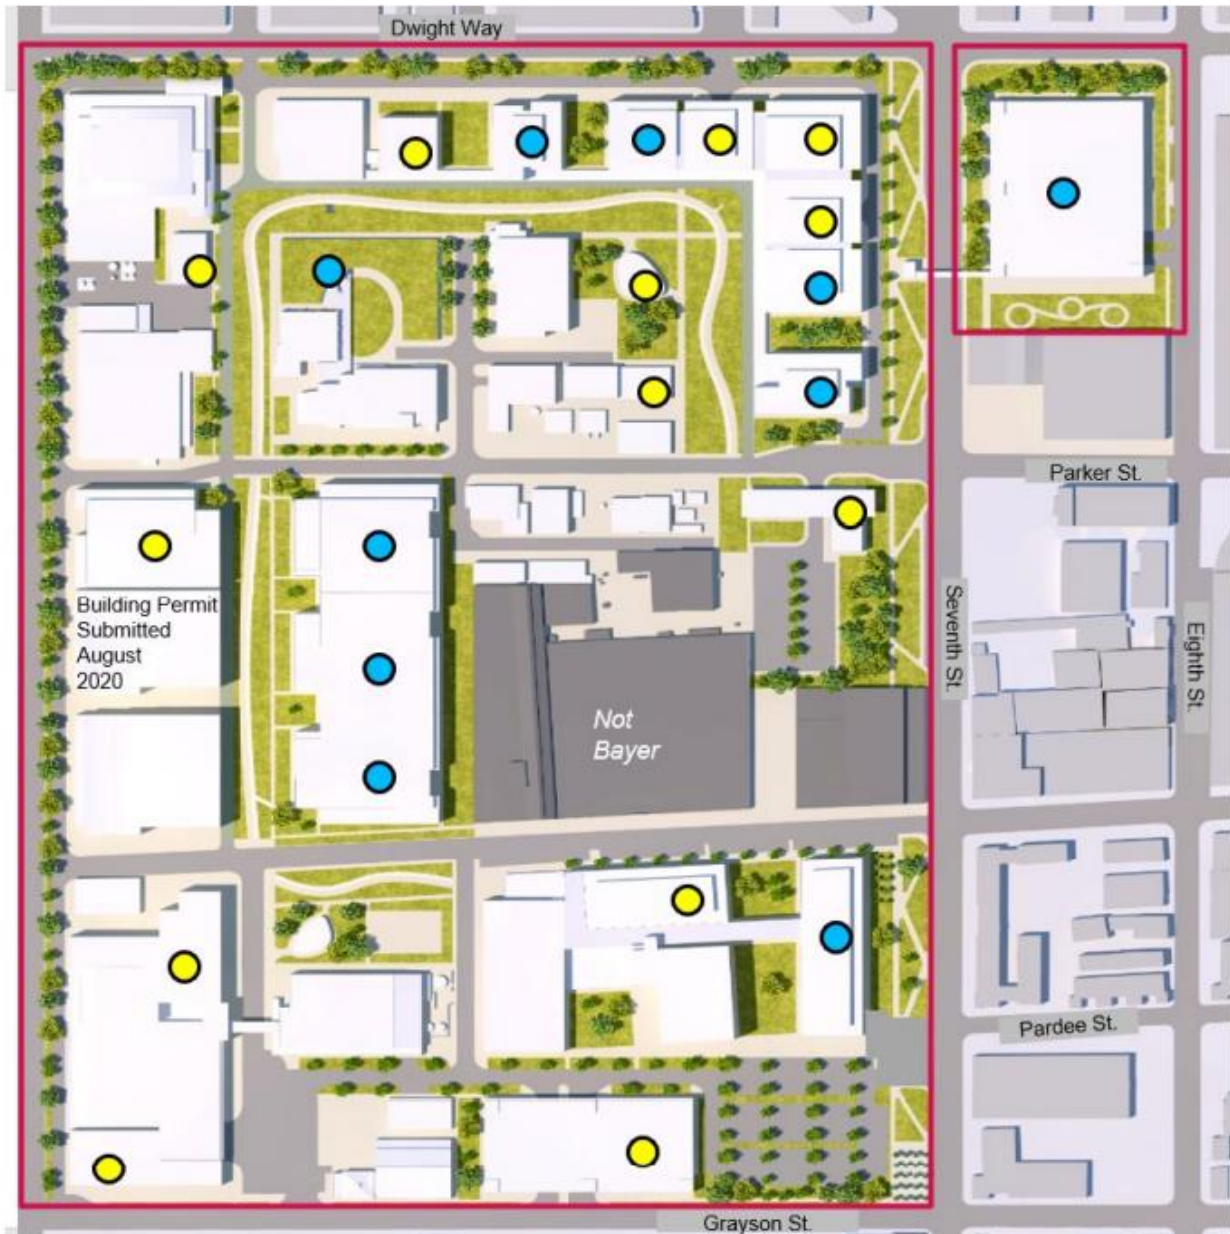 Dwight Way
Parker St.
Building Permit
Submitted
August
2020
Seventh St.
Eighth St.
Not
Bayer
Pardee St.
Grayson St.